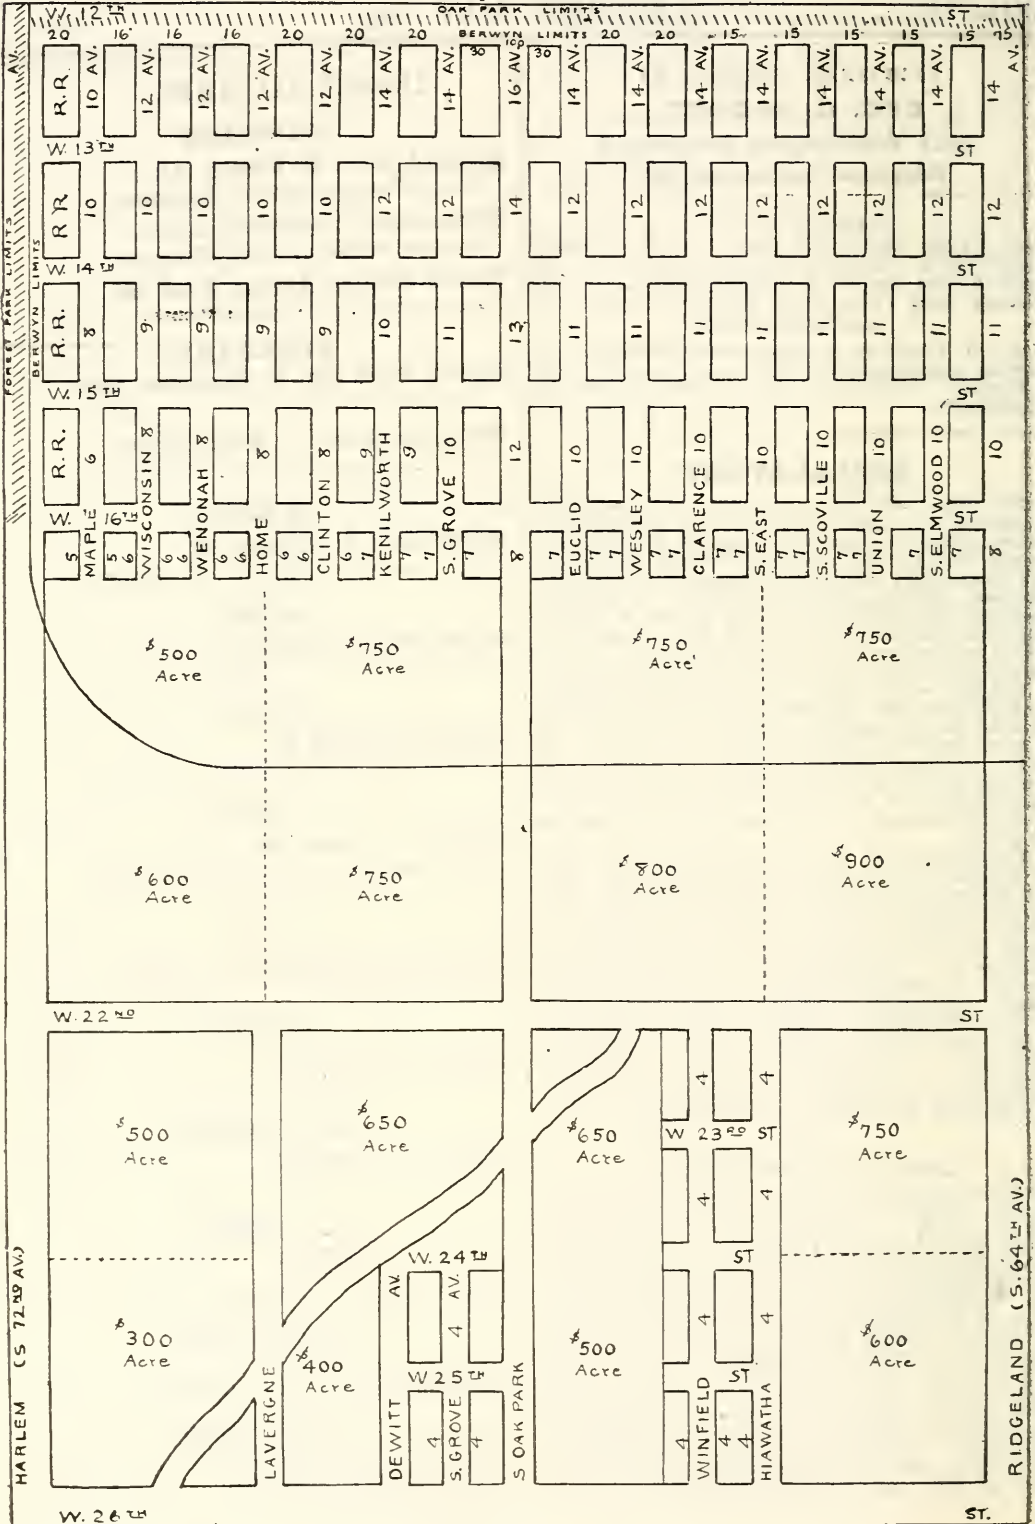 OAK PARK LIMITS
W. 12TH ST
BERWYN LIMITS
20 16 16 16 20 20 20 30 100 30 20 20 15 15 15 15 15 75
AV.
R.R. 10 AV. 12 AV. 12 AV. 12 AV. 12 AV. 14 AV. 14 AV. 16 AV. 14 AV. 14 AV. 14 AV. 14 AV. 14 AV. 14 AV. 14 AV. 14 AV.
W. 13TH ST
R R. 10 10 10 10 10 12 12 14 12 12 12 12 12 12 12 12
FOREST PARK LIMITS
BERWYN LIMITS
W. 14TH ST
R.R. 8 9 9 9 9 10 11 13 11 11 11 11 11 11 11 11
W. 15TH ST
R.R. 6 8 8 8 8 9 9 10 12 10 10 10 10 10 10 10 10
W. 16TH ST
MAPLE WISCONSIN WENONAH HOME CLINTON KENILWORTH S. GROVE EUCLID WESLEY CLARENCE S. EAST S. SCOVILLE UNION S. ELMWOOD
5 5 6 6 6 6 6 6 6 6 7 7 7 7 8 7 7 7 7 7 7 7 7 7 7 7 7 8
$500 $750 $750 $750
Acre Acre Acre Acre
$600 $750 $800 $900
Acre Acre Acre Acre
W. 22ND ST
4 4
$500 $650 $650 $750
Acre Acre Acre Acre
W 23RD ST
4 4
W. 24TH ST
AV. AV.
4 4 4
$300 $400 $500 $600
Acre Acre Acre Acre
W 25TH ST
4 4 4 4 4
HARLEM (S 72ND AV.)
LAVERGNE
DEWITT
S. GROVE
S OAK PARK
WINFIELD
HIAWATHA
RIDGELAND (S. 64TH AV.)
W. 26TH ST.